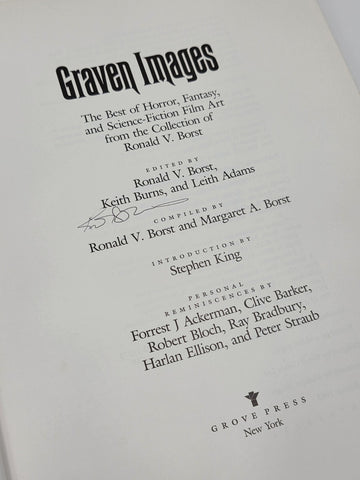 Graven Images
The Best of Horror, Fantasy,
and Science-Fiction Film Art
from the Collection of
Ronald V. Borst
EDITED BY
Ronald V. Borst,
Keith Burns, and Leith Adams
COMPILED BY
Ronald V. Borst and Margaret A. Borst
INTRODUCTION BY
Stephen King
PERSONAL
REMINISCENCES BY
Forrest J Ackerman, Clive Barker,
Robert Bloch, Ray Bradbury,
Harlan Ellison, and Peter Straub
GROVE PRESS
New York